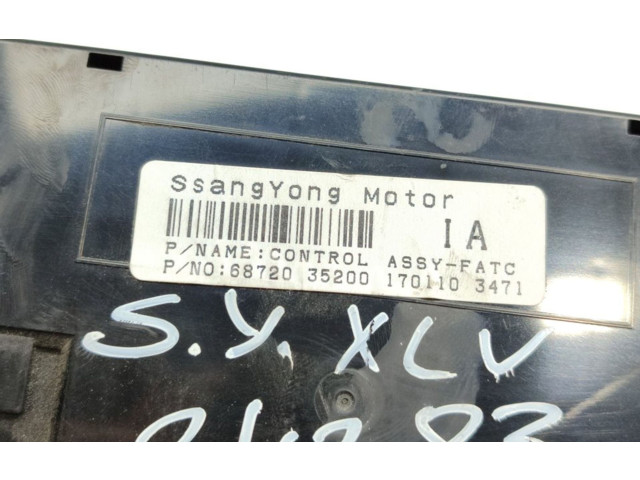 SsangYong Motor
IA
P/NAME:CONTROL ASSY-FATC
P/NO:68720 35200 170110 3471
S.Y. XLV